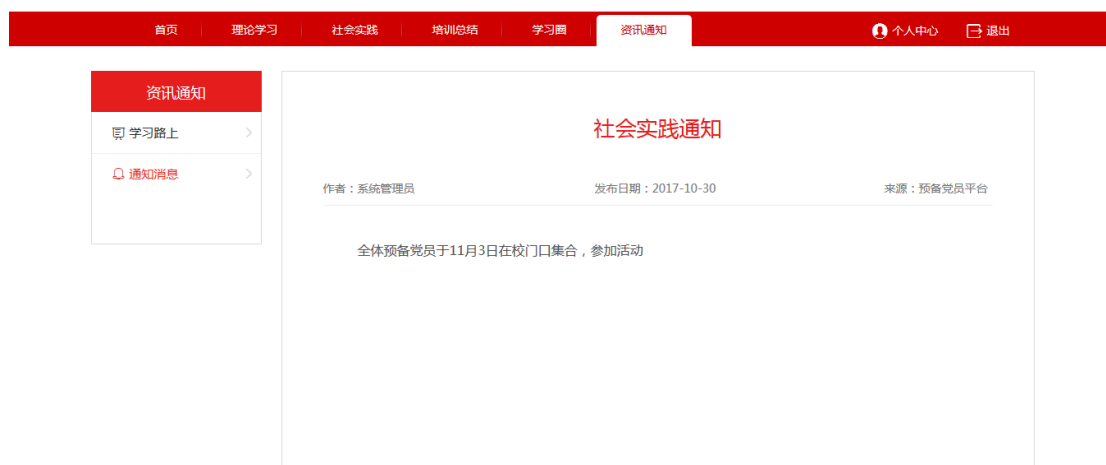 首页 理论学习 社会实践 培训总结 学习圈 资讯通知 个人中心 退出
资讯通知
学习路上
通知消息
社会实践通知
作者：系统管理员 发布日期：2017-10-30 来源：预备党员平台
全体预备党员于11月3日在校门口集合，参加活动